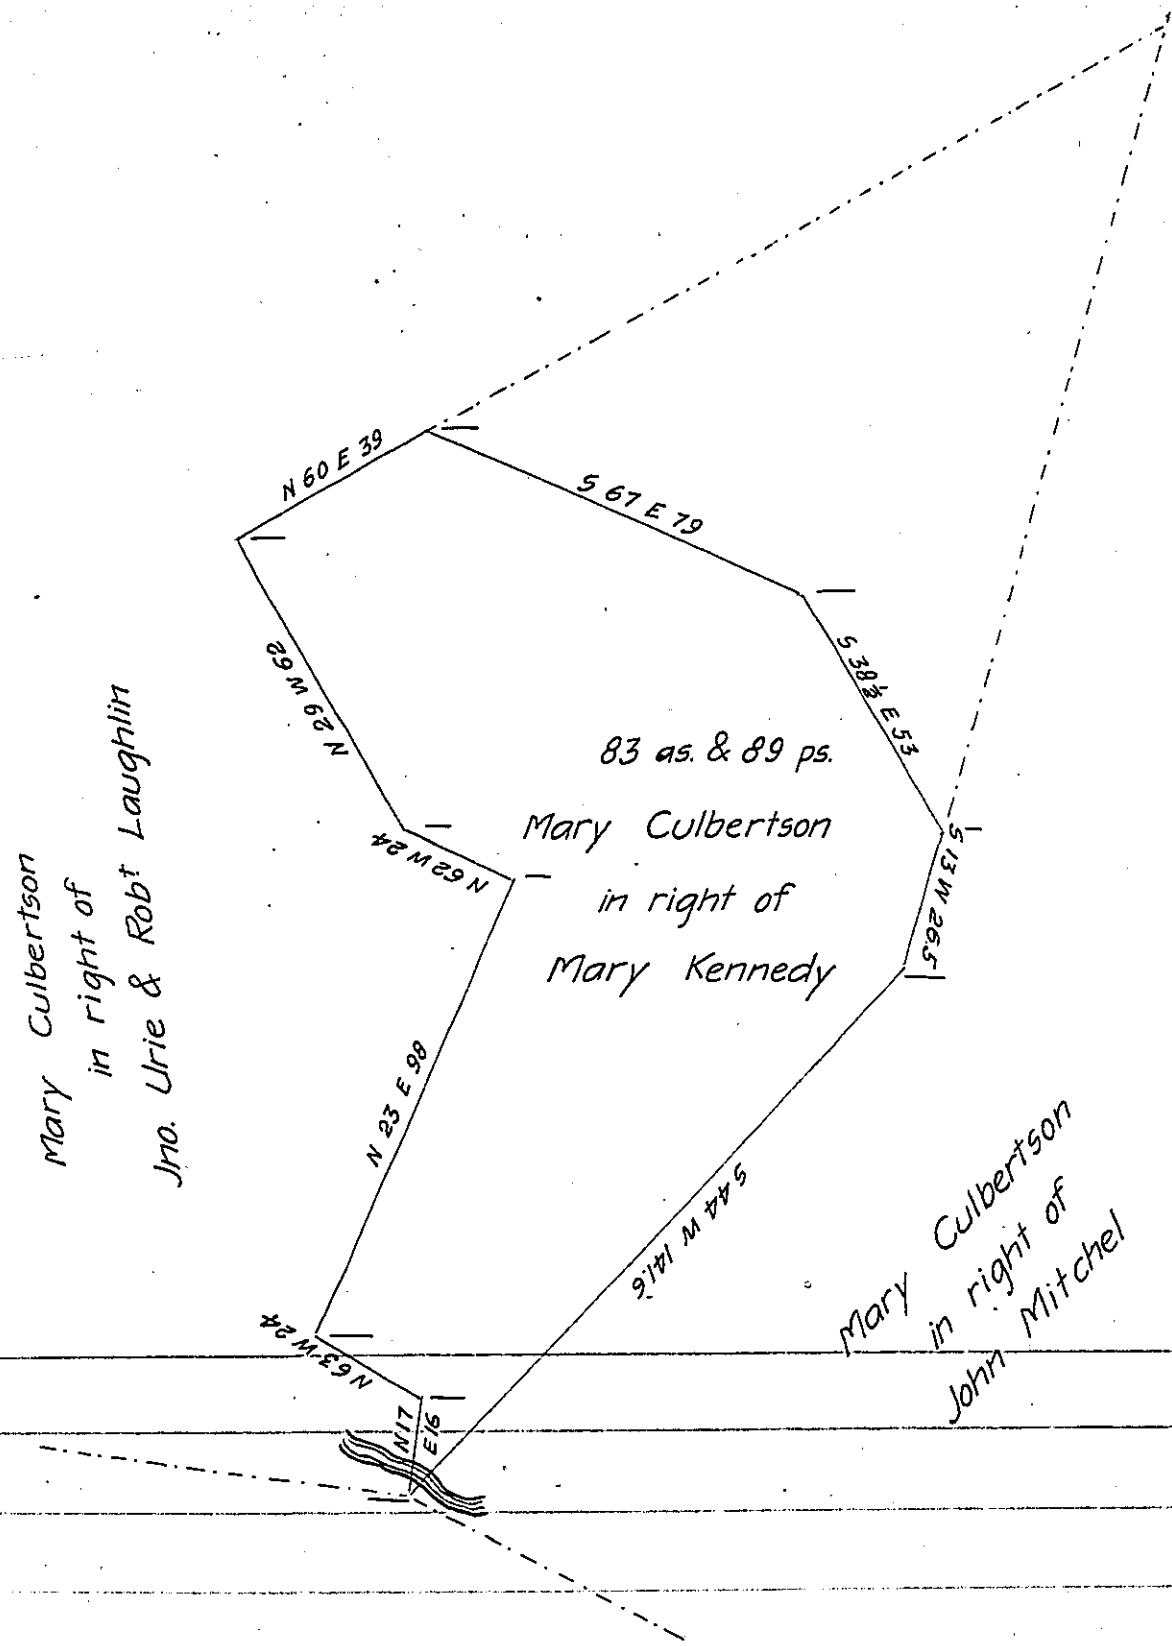 N 60 E 39
S 67 E 79
N 29 W 62
S 38½ E 53
83 as. & 89 ps.
Mary Culbertson
in right of
Mary Kennedy
N 62 W 24
S 13 W 26.5
Mary Culbertson
in right of
Jno. Urie & Robt Laughlin
N 23 E 98
S 44 W 141.6
Mary Culbertson
in right of
John Mitchel
N 63 W 24
N 17
E 16